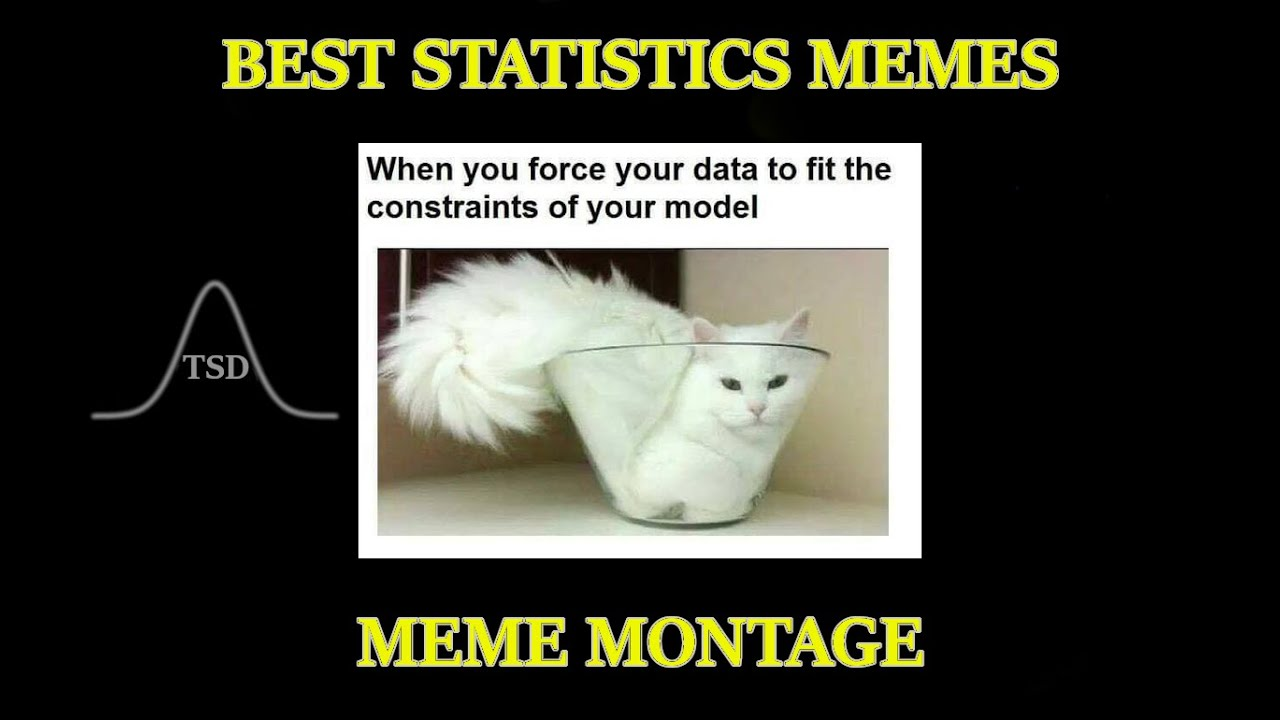 BEST STATISTICS MEMES
When you force your data to fit the
constraints of your model
TSD
MEME MONTAGE